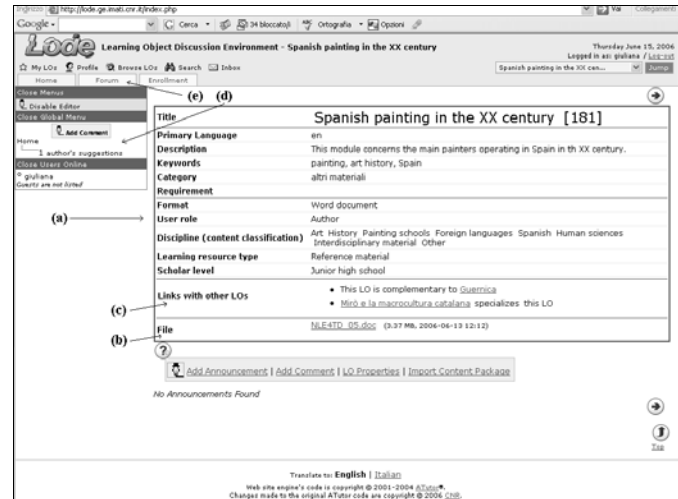 Indirizzo http://lode.ge.imati.cnr.it/index.php Vai Collegamenti
Google Cerca 34 bloccato/i Ortografia Opzioni
Lode Learning Object Discussion Environment - Spanish painting in the XX century
Thursday June 15, 2006
Logged in as: giuliana / Log-out
My LOs Profile Browse LOs Search Inbox
Spanish painting in the XX cen... Jump
Home Forum Enrollment
(e) (d)
Close Menus
Disable Editor
Close Global Menu
Add Comment
Home
1 author's suggestions
Close Users Online
giuliana
Guests are not listed
(a)
(c)
(b)
Title Spanish painting in the XX century [181]
Primary Language en
Description This module concerns the main painters operating in Spain in th XX century.
Keywords painting, art history, Spain
Category altri materiali
Requirement
Format Word document
User role Author
Discipline (content classification) Art History Painting schools Foreign languages Spanish Human sciences
Interdisciplinary material Other
Learning resource type Reference material
Scholar level Junior high school
Links with other LOs
• This LO is complementary to Guernica
• Miró e la macrocultura catalana specializes this LO
File NLE4TD_05.doc (3.37 MB, 2006-06-13 12:12)
?
Add Announcement | Add Comment | LO Properties | Import Content Package
No Announcements Found
Top
Translate to: English | Italian
Web site engine's code is copyright © 2001-2004 ATutor®.
Changes made to the original ATutor code are copyright © 2006 CNR.